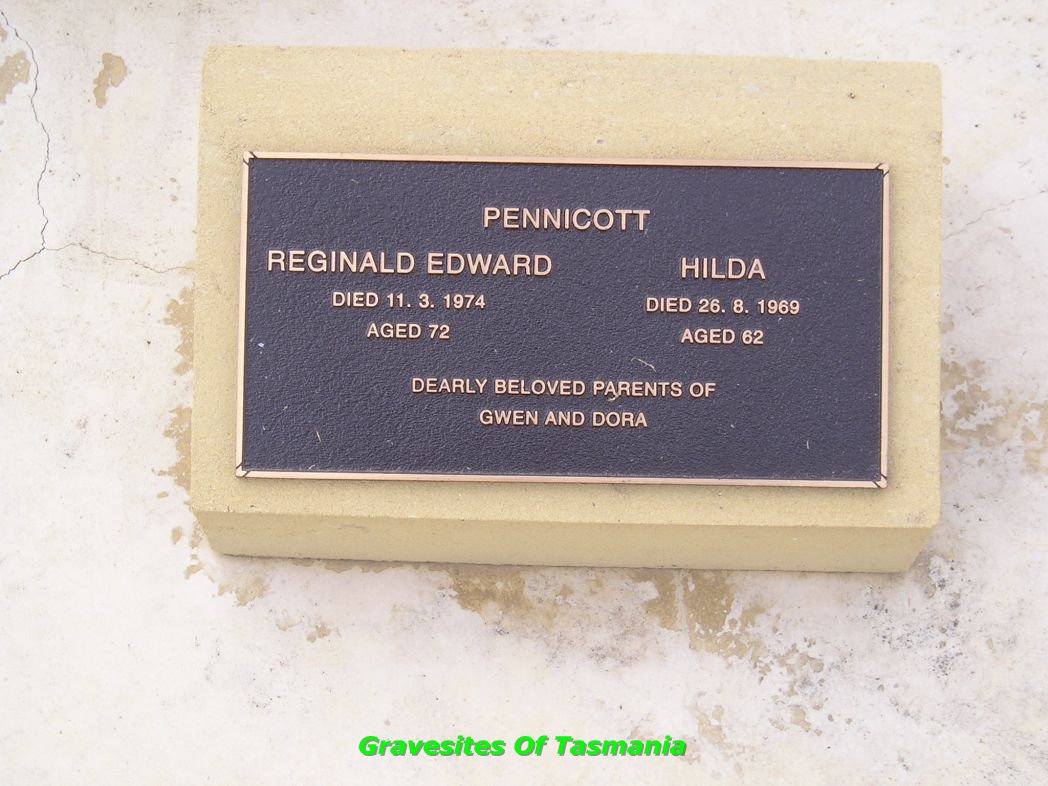 PENNICOTT
REGINALD EDWARD
DIED 11. 3. 1974
AGED 72
HILDA
DIED 26. 8. 1969
AGED 62
DEARLY BELOVED PARENTS OF
GWEN AND DORA
Gravesites Of Tasmania